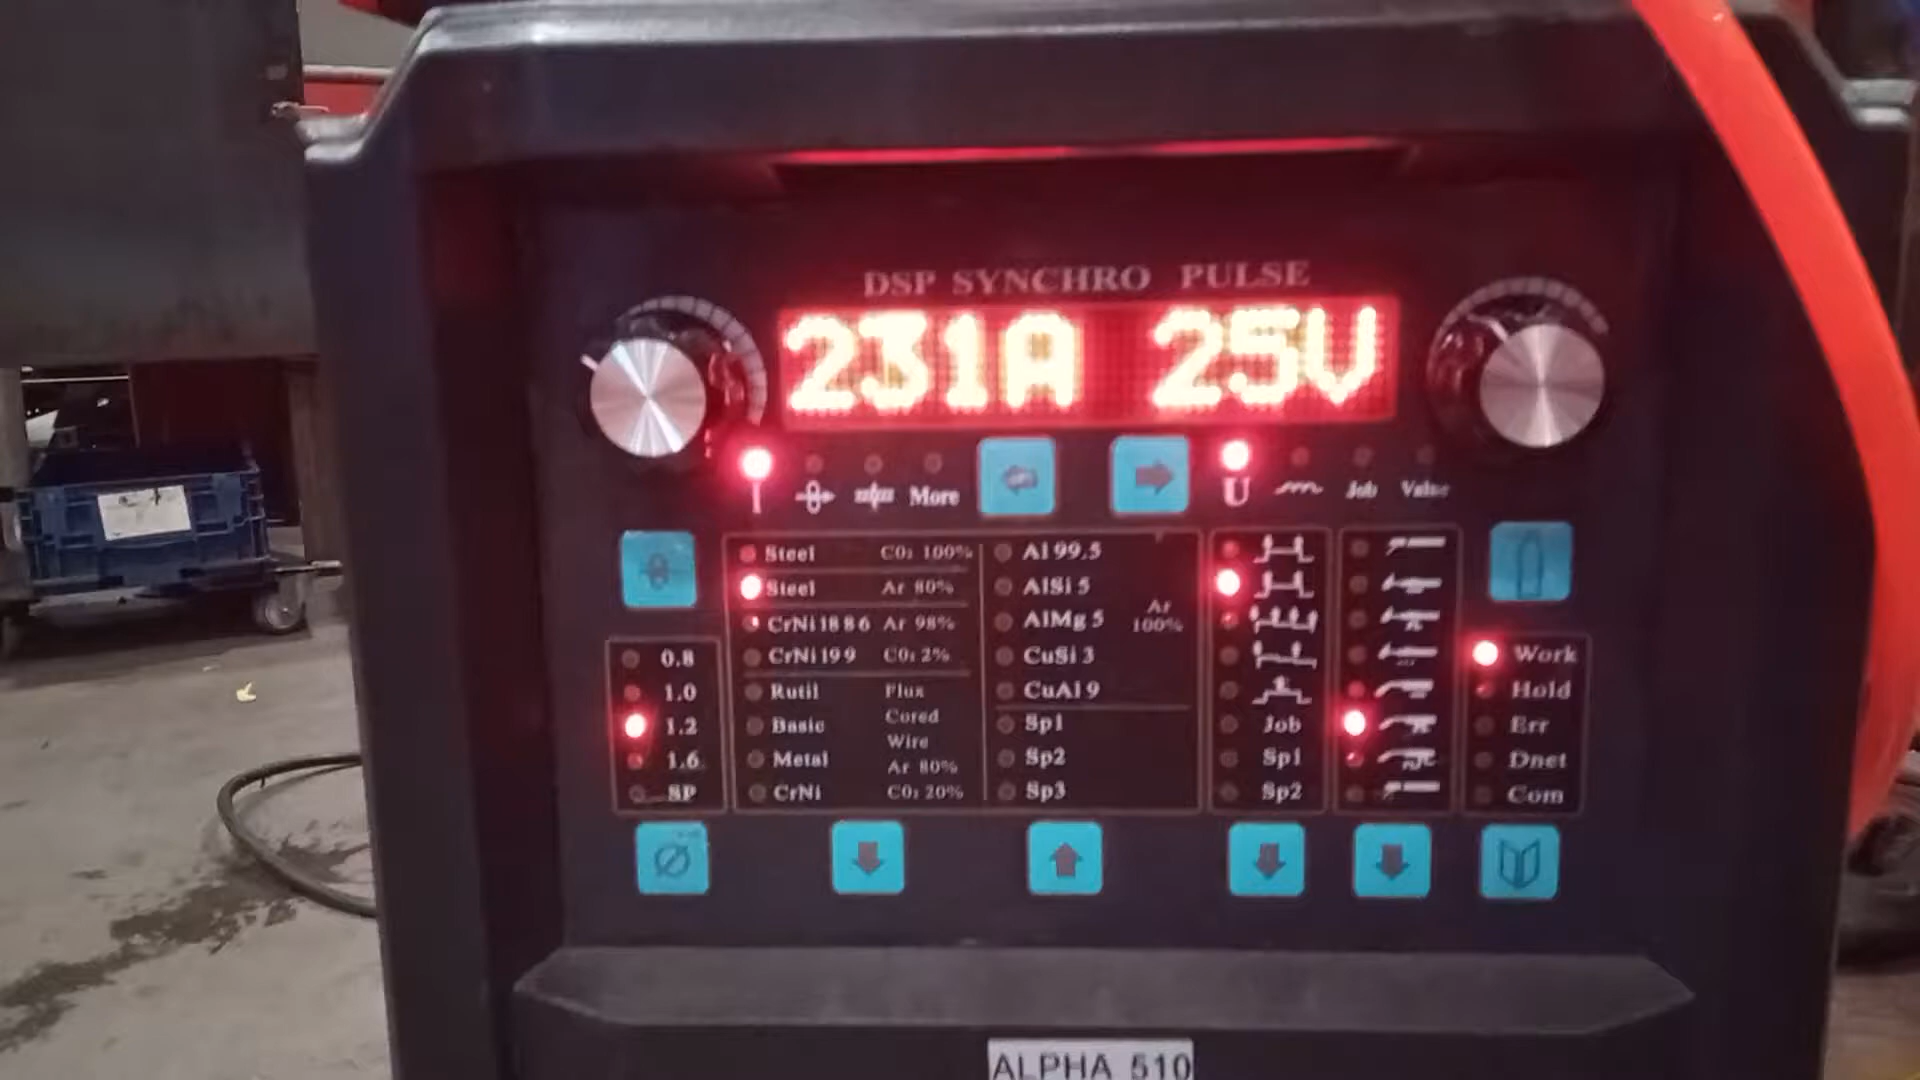 DSP SYNCHRO PULSE
231A 25V
I More U Job Value
Steel CO₂ 100%
Steel Ar 80%
CrNi 18 8 6 Ar 98%
CrNi 19 9 CO₂ 2%
Rutil Flux
Basic Cored
Wire
Metal Ar 80%
CrNi CO₂ 20%
Al 99.5
AlSi 5
AlMg 5
CuSi 3
CuAl 9
Ar
100%
Sp1
Sp2
Sp3
0.8
1.0
1.2
1.6
SP
Job
Sp1
Sp2
Work
Hold
Err
Dnet
Com
ALPHA 510